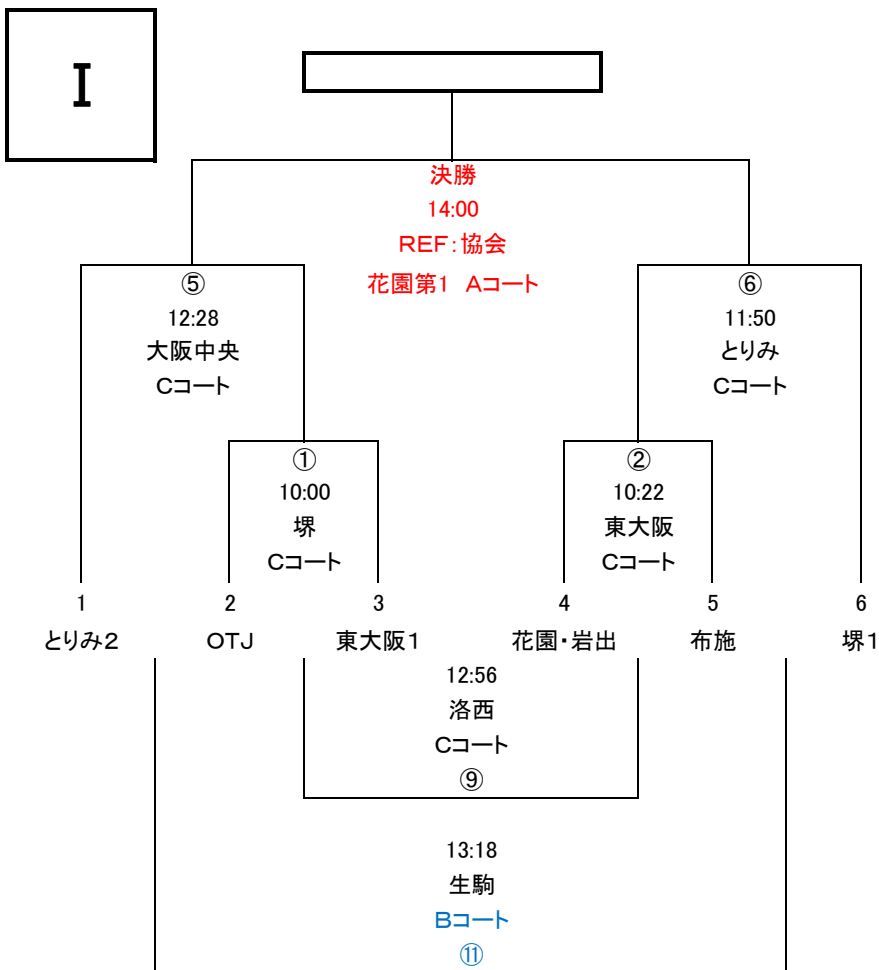 I
決勝
14:00
REF:協会
花園第1 Aコート
⑤ ⑥
12:28 11:50
大阪中央 とりみ
Cコート Cコート
① ②
10:00 10:22
堺 東大阪
Cコート Cコート
1 2 3 4 5 6
とりみ2 OTJ 東大阪1 花園・岩出 布施 堺1
12:56
洛西
Cコート
⑨
13:18
生駒
Bコート
⑪